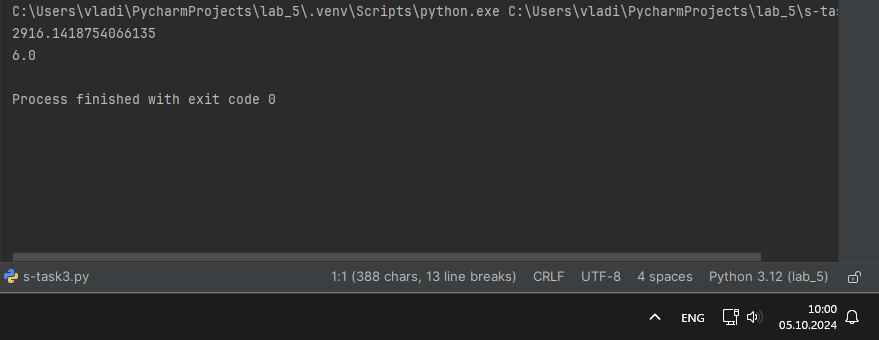 C:\Users\vladi\PycharmProjects\lab_5\.venv\Scripts\python.exe C:\Users\vladi\PycharmProjects\lab_5\s-tas
2916.1418754066135
6.0
Process finished with exit code 0
s-task3.py 1:1 (388 chars, 13 line breaks) CRLF UTF-8 4 spaces Python 3.12 (lab_5)
ENG 10:00
05.10.2024